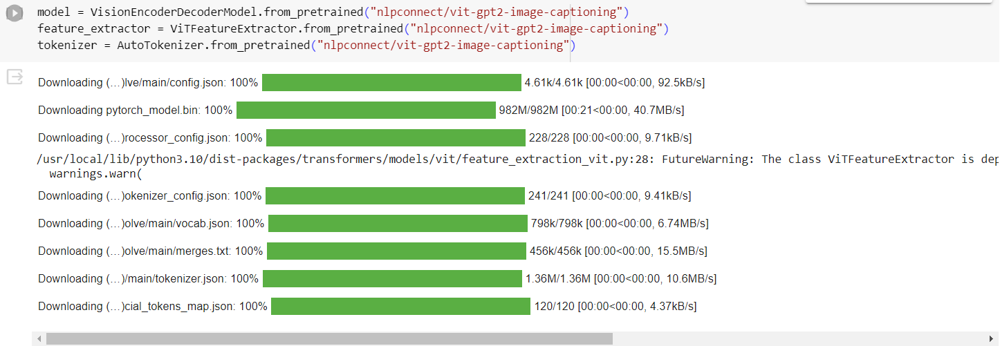 model = VisionEncoderDecoderModel.from_pretrained("nlpconnect/vit-gpt2-image-captioning")
feature_extractor = ViTFeatureExtractor.from_pretrained("nlpconnect/vit-gpt2-image-captioning")
tokenizer = AutoTokenizer.from_pretrained("nlpconnect/vit-gpt2-image-captioning")
Downloading (…)lve/main/config.json: 100% 4.61k/4.61k [00:00<00:00, 92.5kB/s]
Downloading pytorch_model.bin: 100% 982M/982M [00:21<00:00, 40.7MB/s]
Downloading (…)rocessor_config.json: 100% 228/228 [00:00<00:00, 9.71kB/s]
/usr/local/lib/python3.10/dist-packages/transformers/models/vit/feature_extraction_vit.py:28: FutureWarning: The class ViTFeatureExtractor is dep
warnings.warn(
Downloading (…)okenizer_config.json: 100% 241/241 [00:00<00:00, 9.41kB/s]
Downloading (…)olve/main/vocab.json: 100% 798k/798k [00:00<00:00, 6.74MB/s]
Downloading (…)olve/main/merges.txt: 100% 456k/456k [00:00<00:00, 15.5MB/s]
Downloading (…)/main/tokenizer.json: 100% 1.36M/1.36M [00:00<00:00, 10.6MB/s]
Downloading (…)cial_tokens_map.json: 100% 120/120 [00:00<00:00, 4.37kB/s]